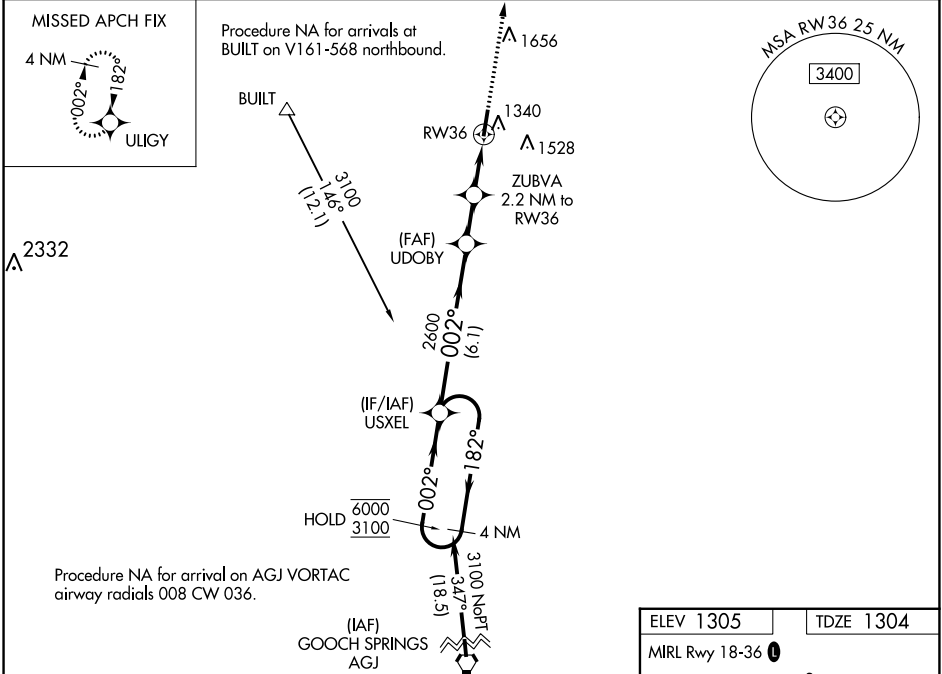 MISSED APCH FIX
4 NM
002°
182°
ULIGY
Procedure NA for arrivals at
BUILT on V161-568 northbound.
1656
MSA RW36 25 NM
3400
BUILT
3100
146°
(12.1)
RW36
1340
1528
ZUBVA
2.2 NM to
RW36
(FAF)
UDOBY
2332
2600
002°
(6.1)
(IF/IAF)
USXEL
002°
182°
HOLD
6000
3100
4 NM
3100 NoPT
347°
(18.5)
Procedure NA for arrival on AGJ VORTAC
airway radials 008 CW 036.
(IAF)
GOOCH SPRINGS
AGJ
ELEV 1305
TDZE 1304
MIRL Rwy 18-36 L